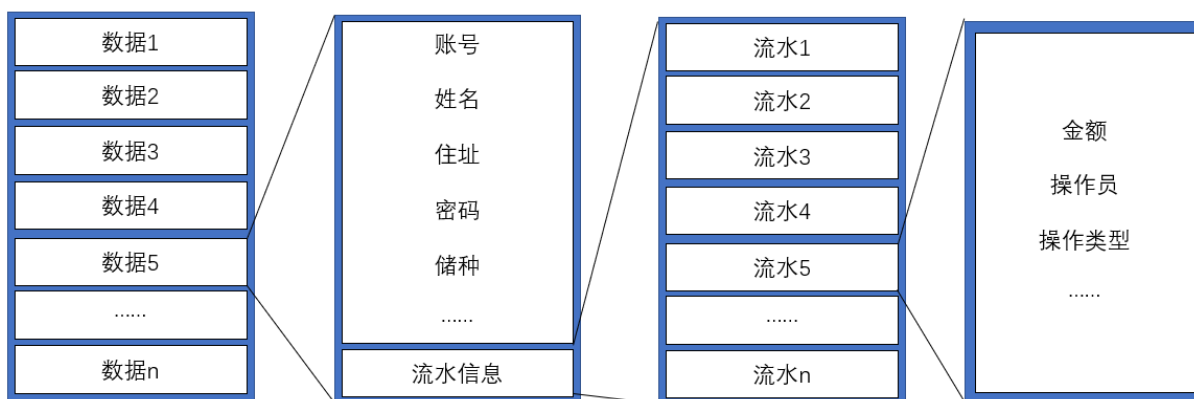 数据1
数据2
数据3
数据4
数据5
……
数据n
账号
姓名
住址
密码
储种
……
流水信息
流水1
流水2
流水3
流水4
流水5
……
流水n
金额
操作员
操作类型
……